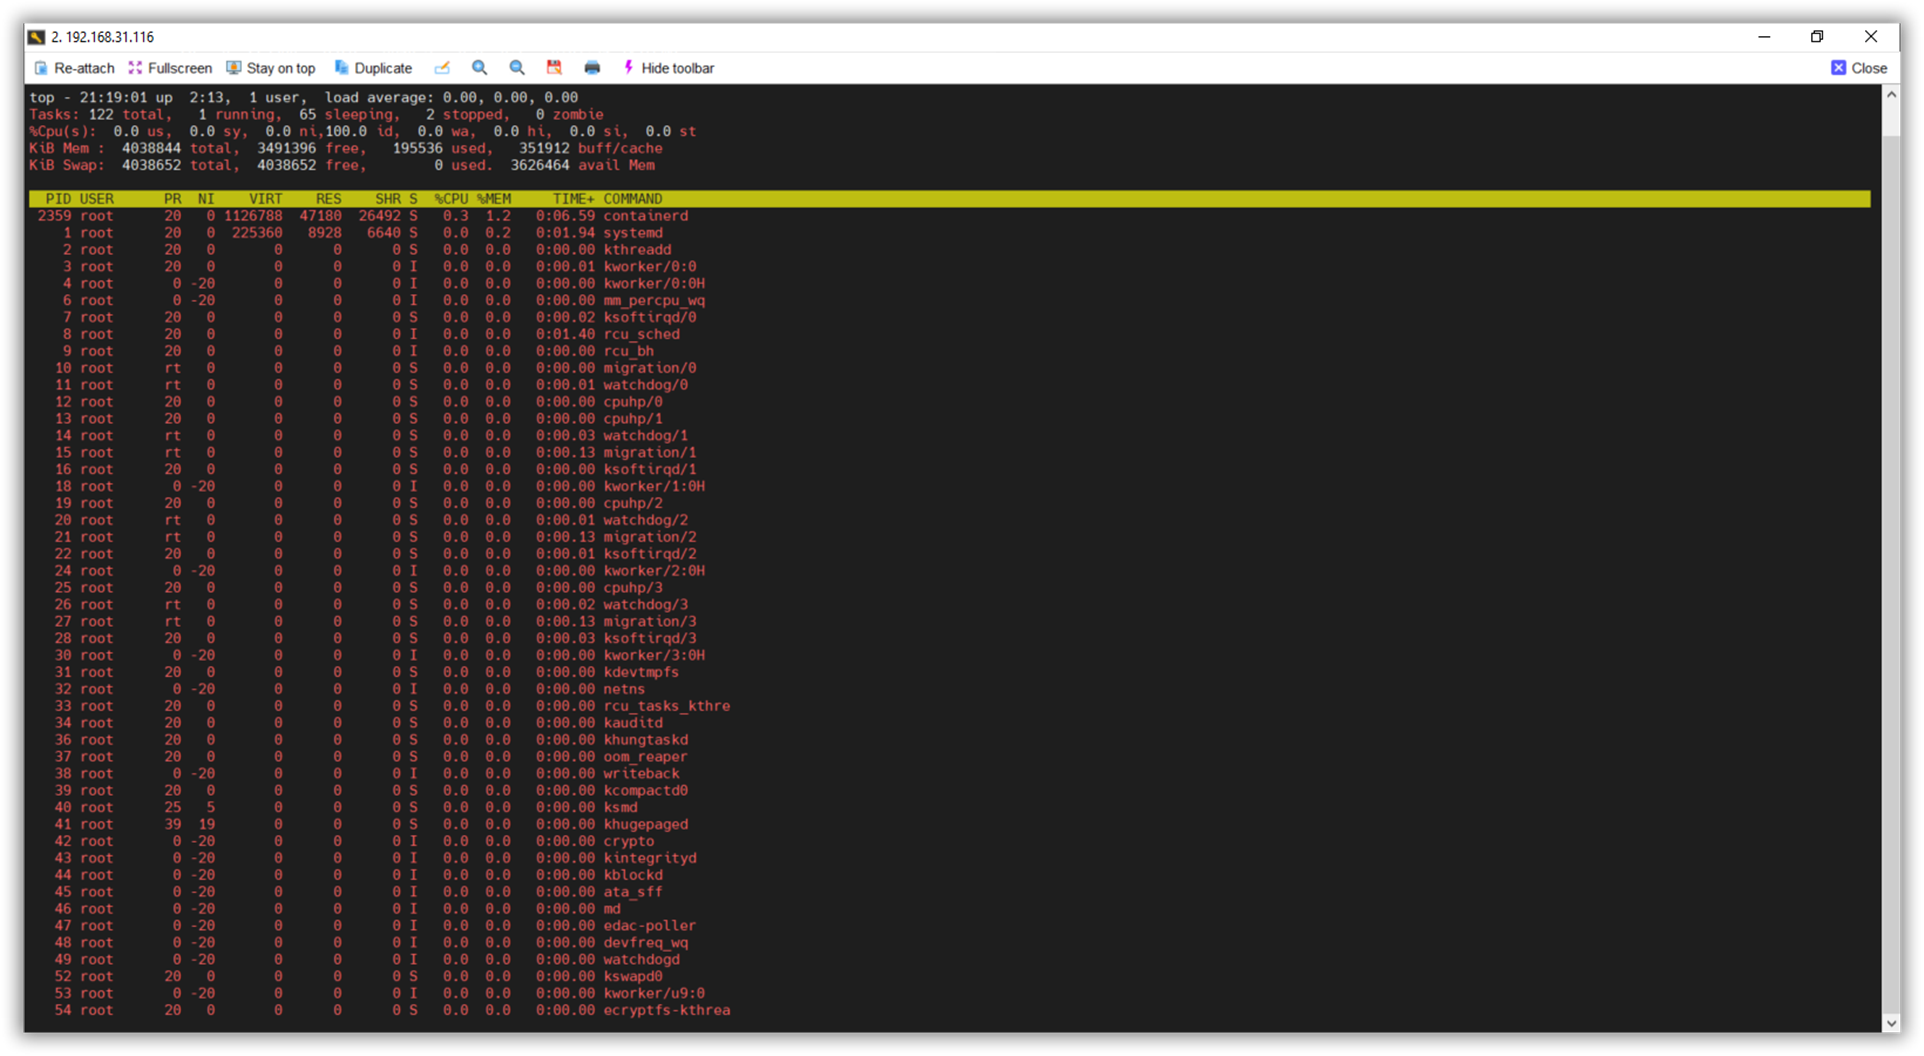 2. 192.168.31.116
Re-attach Fullscreen Stay on top Duplicate Hide toolbar Close
top - 21:19:01 up  2:13,  1 user,  load average: 0.00, 0.00, 0.00
Tasks: 122 total,   1 running,  65 sleeping,   2 stopped,   0 zombie
%Cpu(s):  0.0 us,  0.0 sy,  0.0 ni,100.0 id,  0.0 wa,  0.0 hi,  0.0 si,  0.0 st
KiB Mem :  4038844 total,  3491396 free,   195536 used,   351912 buff/cache
KiB Swap:  4038652 total,  4038652 free,        0 used.  3626464 avail Mem
PID USER PR NI VIRT RES SHR S %CPU %MEM TIME+ COMMAND
2359 root 20 0 1126788 47180 26492 S 0.3 1.2 0:06.59 containerd
1 root 20 0 225360 8928 6640 S 0.0 0.2 0:01.94 systemd
2 root 20 0 0 0 0 S 0.0 0.0 0:00.00 kthreadd
3 root 20 0 0 0 0 I 0.0 0.0 0:00.01 kworker/0:0
4 root 0 -20 0 0 0 I 0.0 0.0 0:00.00 kworker/0:0H
6 root 0 -20 0 0 0 I 0.0 0.0 0:00.00 mm_percpu_wq
7 root 20 0 0 0 0 S 0.0 0.0 0:00.02 ksoftirqd/0
8 root 20 0 0 0 0 I 0.0 0.0 0:01.40 rcu_sched
9 root 20 0 0 0 0 I 0.0 0.0 0:00.00 rcu_bh
10 root rt 0 0 0 0 S 0.0 0.0 0:00.00 migration/0
11 root rt 0 0 0 0 S 0.0 0.0 0:00.01 watchdog/0
12 root 20 0 0 0 0 S 0.0 0.0 0:00.00 cpuhp/0
13 root 20 0 0 0 0 S 0.0 0.0 0:00.00 cpuhp/1
14 root rt 0 0 0 0 S 0.0 0.0 0:00.03 watchdog/1
15 root rt 0 0 0 0 S 0.0 0.0 0:00.13 migration/1
16 root 20 0 0 0 0 S 0.0 0.0 0:00.00 ksoftirqd/1
18 root 0 -20 0 0 0 I 0.0 0.0 0:00.00 kworker/1:0H
19 root 20 0 0 0 0 S 0.0 0.0 0:00.00 cpuhp/2
20 root rt 0 0 0 0 S 0.0 0.0 0:00.01 watchdog/2
21 root rt 0 0 0 0 S 0.0 0.0 0:00.13 migration/2
22 root 20 0 0 0 0 S 0.0 0.0 0:00.01 ksoftirqd/2
24 root 0 -20 0 0 0 I 0.0 0.0 0:00.00 kworker/2:0H
25 root 20 0 0 0 0 S 0.0 0.0 0:00.00 cpuhp/3
26 root rt 0 0 0 0 S 0.0 0.0 0:00.02 watchdog/3
27 root rt 0 0 0 0 S 0.0 0.0 0:00.13 migration/3
28 root 20 0 0 0 0 S 0.0 0.0 0:00.03 ksoftirqd/3
30 root 0 -20 0 0 0 I 0.0 0.0 0:00.00 kworker/3:0H
31 root 20 0 0 0 0 S 0.0 0.0 0:00.00 kdevtmpfs
32 root 0 -20 0 0 0 I 0.0 0.0 0:00.00 netns
33 root 20 0 0 0 0 S 0.0 0.0 0:00.00 rcu_tasks_kthre
34 root 20 0 0 0 0 S 0.0 0.0 0:00.00 kauditd
36 root 20 0 0 0 0 S 0.0 0.0 0:00.00 khungtaskd
37 root 20 0 0 0 0 S 0.0 0.0 0:00.00 oom_reaper
38 root 0 -20 0 0 0 I 0.0 0.0 0:00.00 writeback
39 root 20 0 0 0 0 S 0.0 0.0 0:00.00 kcompactd0
40 root 25 5 0 0 0 S 0.0 0.0 0:00.00 ksmd
41 root 39 19 0 0 0 S 0.0 0.0 0:00.00 khugepaged
42 root 0 -20 0 0 0 I 0.0 0.0 0:00.00 crypto
43 root 0 -20 0 0 0 I 0.0 0.0 0:00.00 kintegrityd
44 root 0 -20 0 0 0 I 0.0 0.0 0:00.00 kblockd
45 root 0 -20 0 0 0 I 0.0 0.0 0:00.00 ata_sff
46 root 0 -20 0 0 0 I 0.0 0.0 0:00.00 md
47 root 0 -20 0 0 0 I 0.0 0.0 0:00.00 edac-poller
48 root 0 -20 0 0 0 I 0.0 0.0 0:00.00 devfreq_wq
49 root 0 -20 0 0 0 I 0.0 0.0 0:00.00 watchdogd
52 root 20 0 0 0 0 S 0.0 0.0 0:00.00 kswapd0
53 root 0 -20 0 0 0 I 0.0 0.0 0:00.00 kworker/u9:0
54 root 20 0 0 0 0 S 0.0 0.0 0:00.00 ecryptfs-kthrea